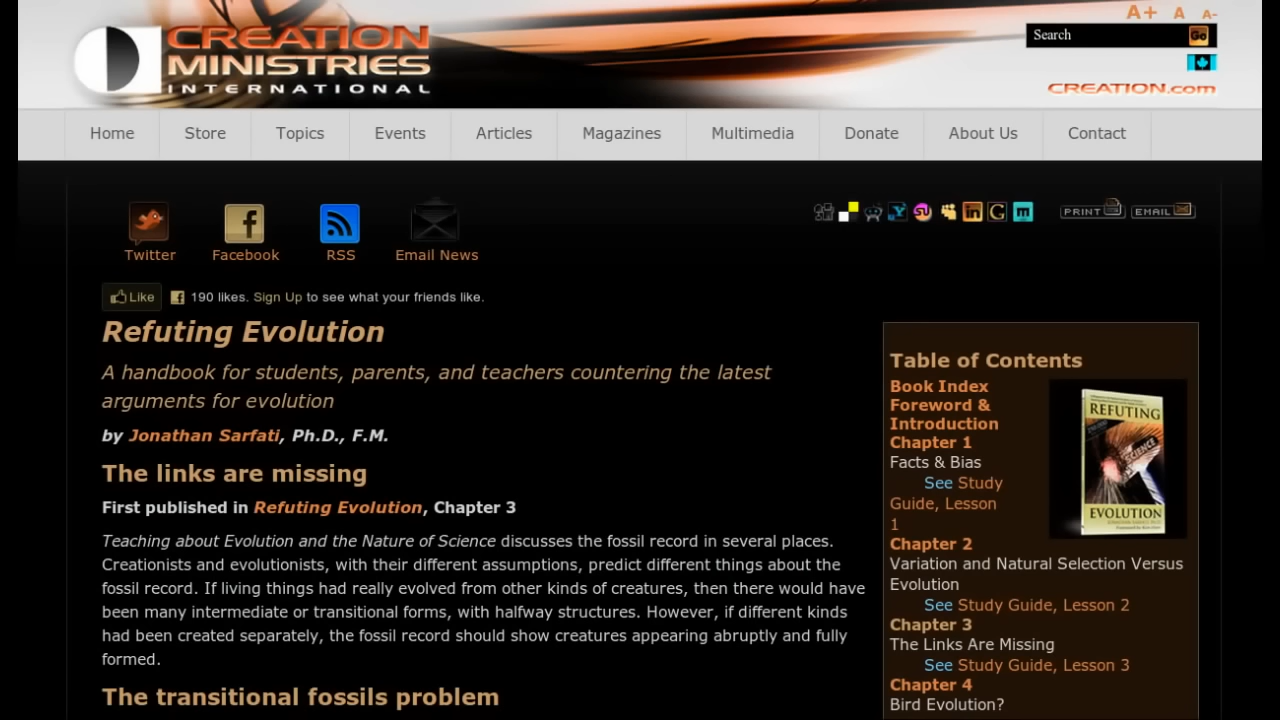 A+ A A-
CREATION
MINISTRIES
INTERNATIONAL
Search Go
CREATION.com
Home Store Topics Events Articles Magazines Multimedia Donate About Us Contact
Twitter Facebook RSS Email News
PRINT EMAIL
Like 190 likes. Sign Up to see what your friends like.
Refuting Evolution
A handbook for students, parents, and teachers countering the latest
arguments for evolution
by Jonathan Sarfati, Ph.D., F.M.
The links are missing
First published in Refuting Evolution, Chapter 3
Teaching about Evolution and the Nature of Science discusses the fossil record in several places.
Creationists and evolutionists, with their different assumptions, predict different things about the
fossil record. If living things had really evolved from other kinds of creatures, then there would have
been many intermediate or transitional forms, with halfway structures. However, if different kinds
had been created separately, the fossil record should show creatures appearing abruptly and fully
formed.
The transitional fossils problem
Table of Contents
Book Index
Foreword &
Introduction
Chapter 1
Facts & Bias
See Study
Guide, Lesson
1
REFUTING
SCIENCE
EVOLUTION
Chapter 2
Variation and Natural Selection Versus
Evolution
See Study Guide, Lesson 2
Chapter 3
The Links Are Missing
See Study Guide, Lesson 3
Chapter 4
Bird Evolution?